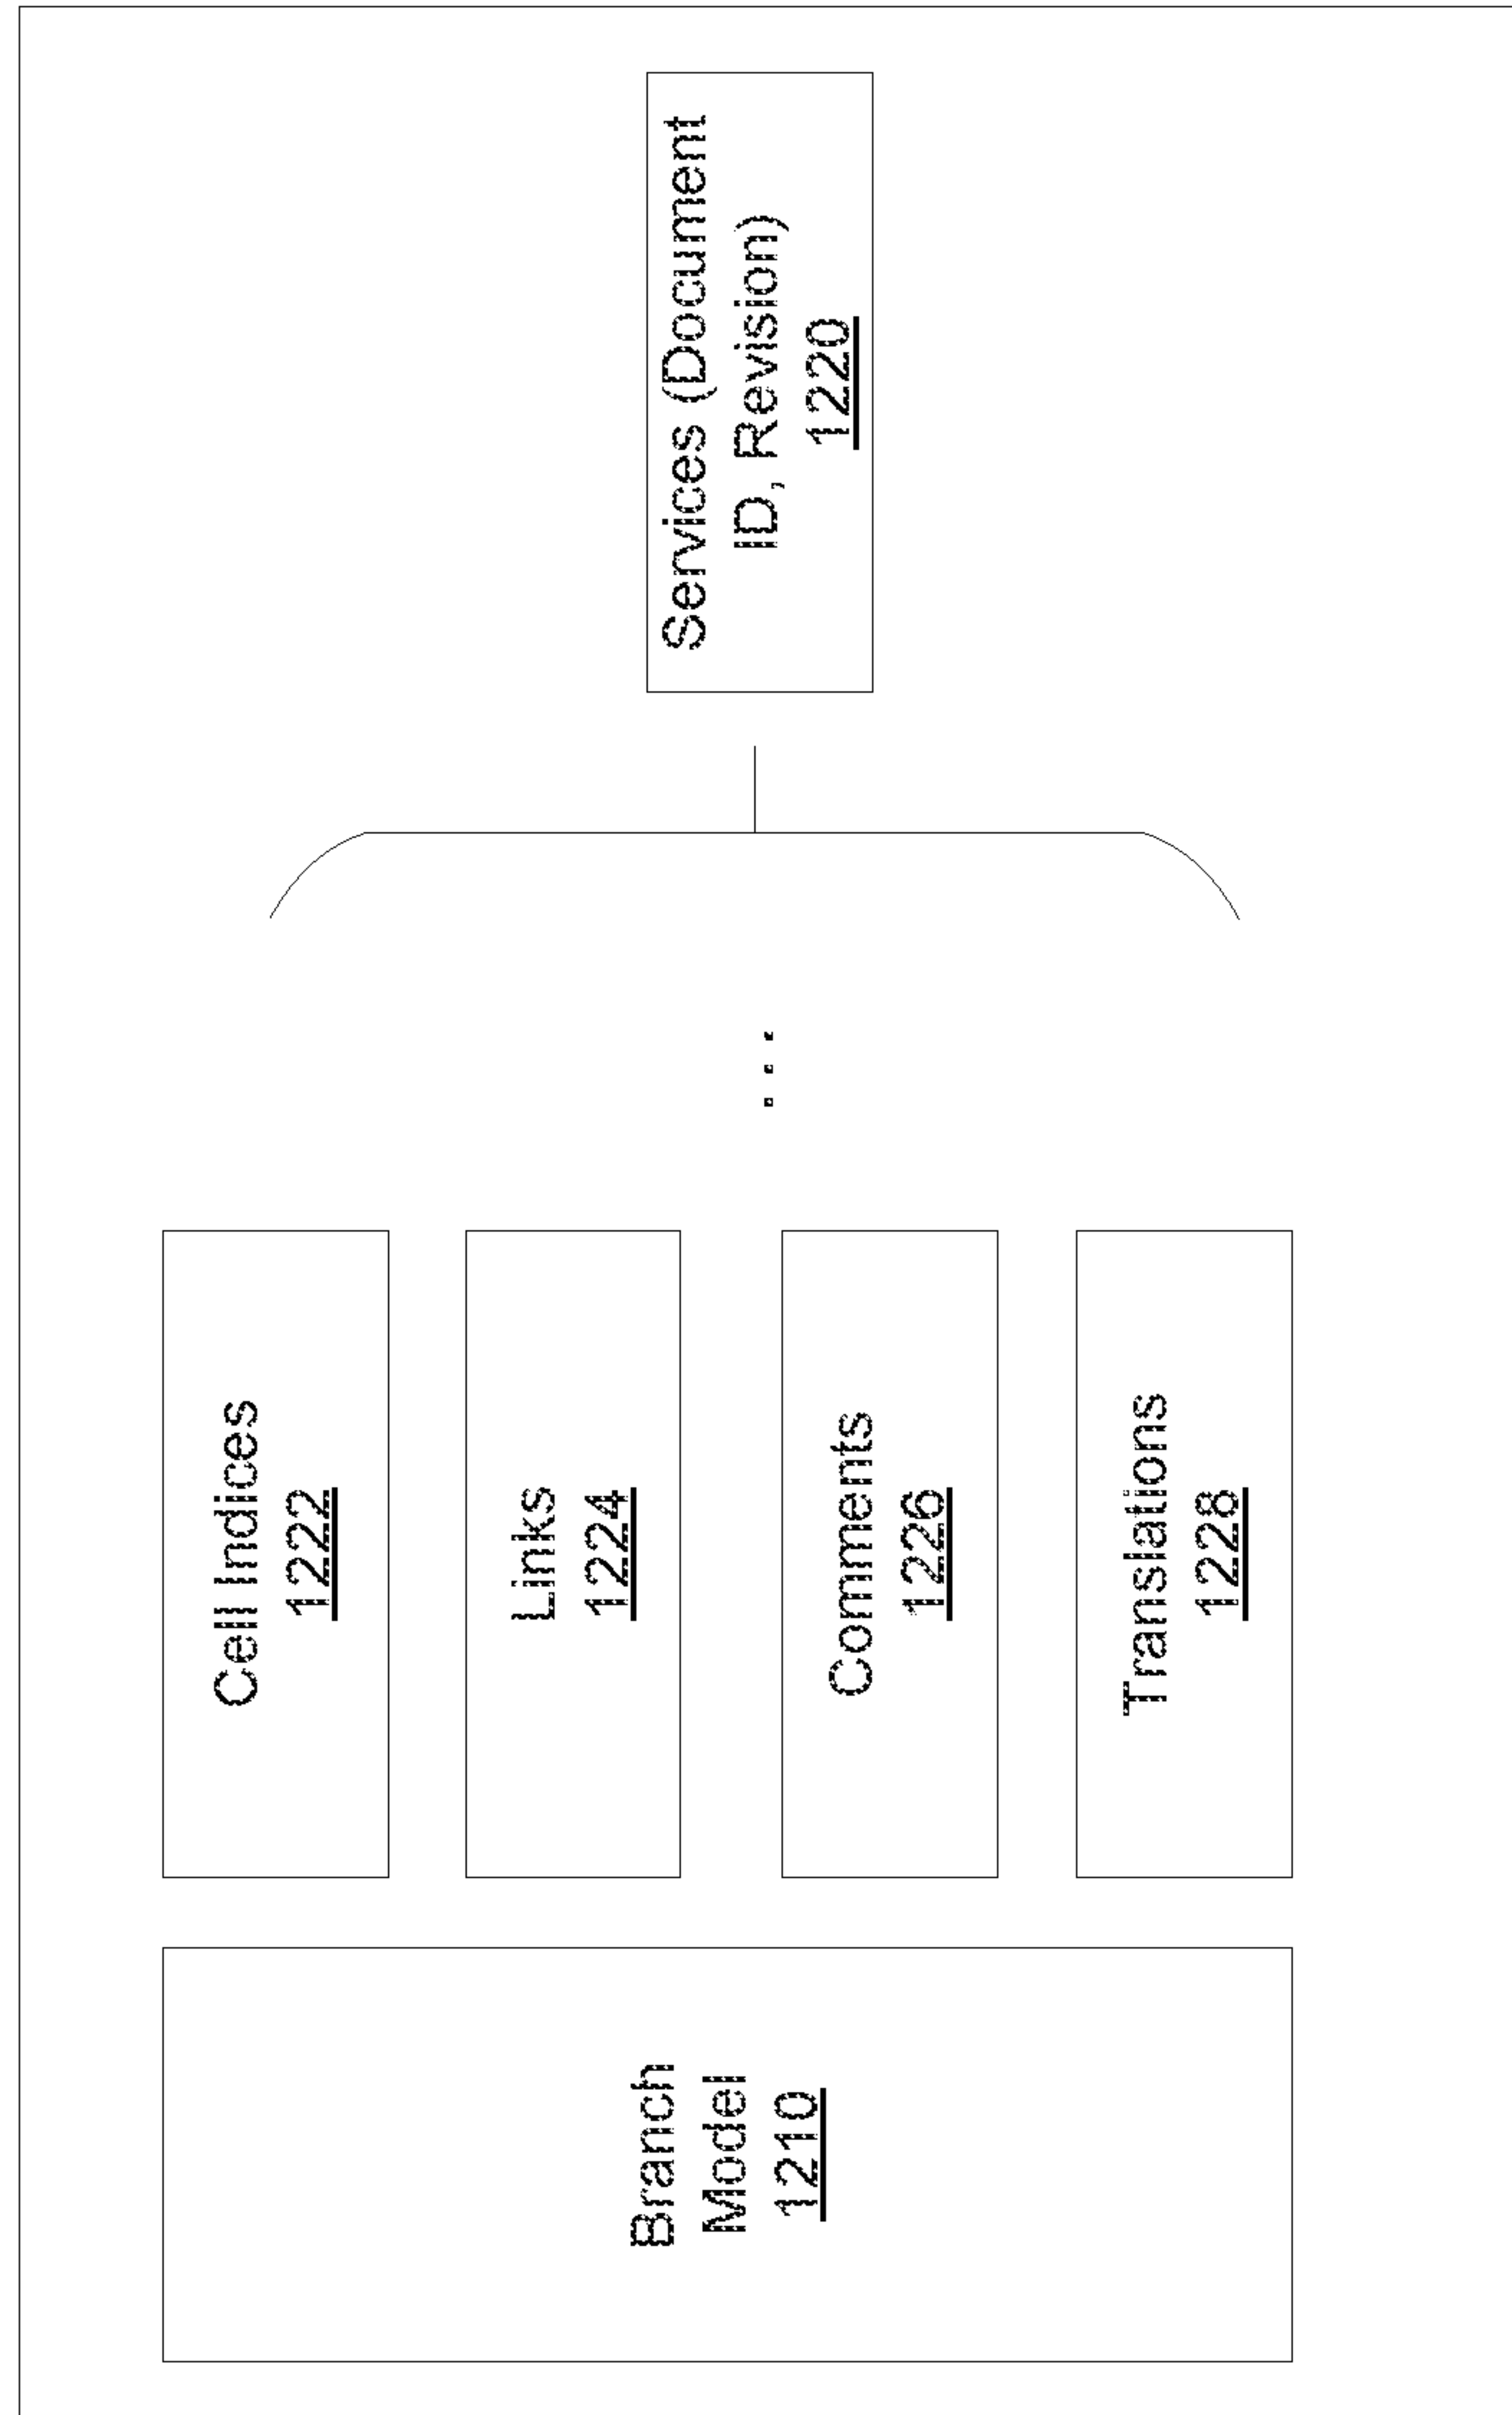 Branch
Model
1210
Cell Indices
1222
Links
1224
Comments
1226
Translations
1228
...
Services (Document
ID, Revision)
1220